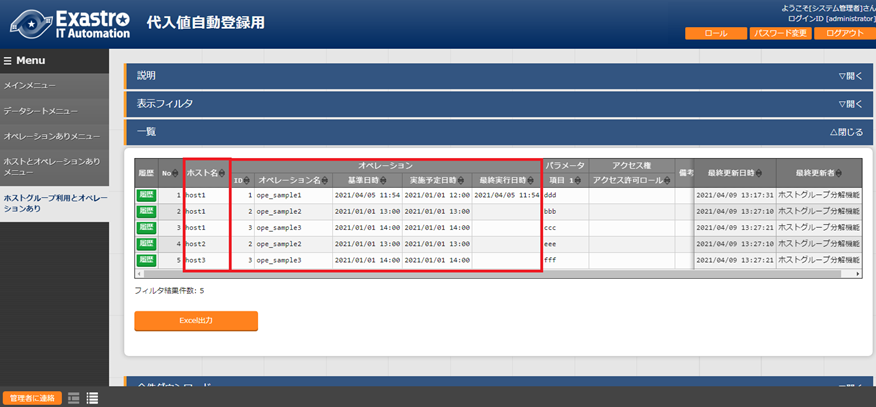 Exastro
IT Automation
代入値自動登録用
ようこそ[システム管理者]さん
ログインID [administrator]
ロール パスワード変更 ログアウト
Menu
メインメニュー
データシートメニュー
オペレーションありメニュー
ホストとオペレーションありメニュー
ホストグループ利用とオペレーションあり
説明 ▽開く
表示フィルタ ▽開く
一覧 △閉じる
履歴 No ホスト名 オペレーション パラメータ アクセス権 備考 最終更新日時 最終更新者
ID オペレーション名 基準日時 実施予定日時 最終実行日時 項目 1 アクセス許可ロール
履歴 1 host1 1 ope_sample1 2021/04/05 11:54 2021/01/01 12:00 2021/04/05 11:54 ddd 2021/04/09 13:17:31 ホストグループ分解機能
履歴 2 host1 2 ope_sample2 2021/01/01 13:00 2021/01/01 13:00 bbb 2021/04/09 13:27:10 ホストグループ分解機能
履歴 3 host1 3 ope_sample3 2021/01/01 14:00 2021/01/01 14:00 ccc 2021/04/09 13:27:21 ホストグループ分解機能
履歴 4 host2 2 ope_sample2 2021/01/01 13:00 2021/01/01 13:00 eee 2021/04/09 13:27:10 ホストグループ分解機能
履歴 5 host3 3 ope_sample3 2021/01/01 14:00 2021/01/01 14:00 fff 2021/04/09 13:27:21 ホストグループ分解機能
フィルタ結果件数: 5
Excel出力
管理者に連絡